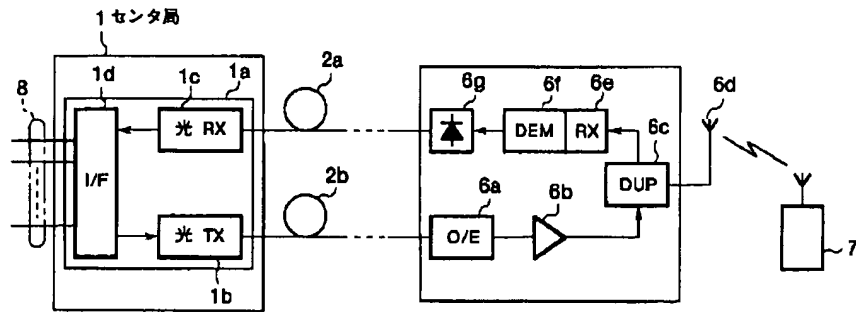 1 センタ局
1d
1c
1a
2a
8
光 RX
I/F
光 TX
1b
2b
6g
6f
6e
6d
DEM
RX
6c
DUP
6a
6b
O/E
7